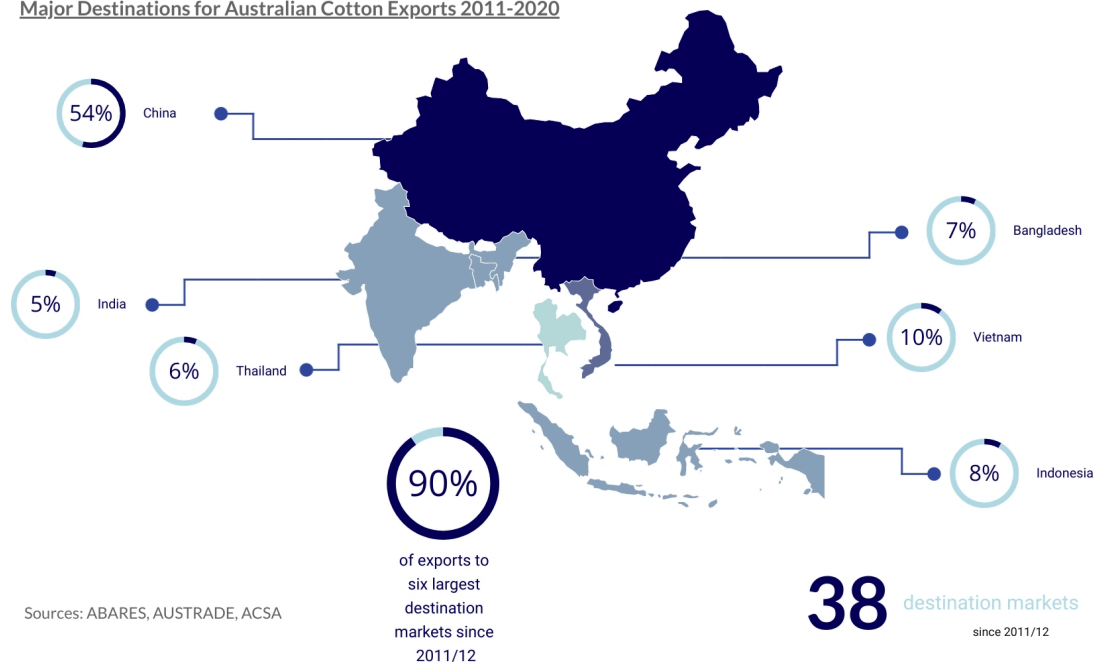 Major Destinations for Australian Cotton Exports 2011-2020
54%
China
7%
Bangladesh
5%
India
10%
Vietnam
6%
Thailand
8%
Indonesia
90%
of exports to
six largest
destination
markets since
2011/12
38
destination markets
since 2011/12
Sources: ABARES, AUSTRADE, ACSA